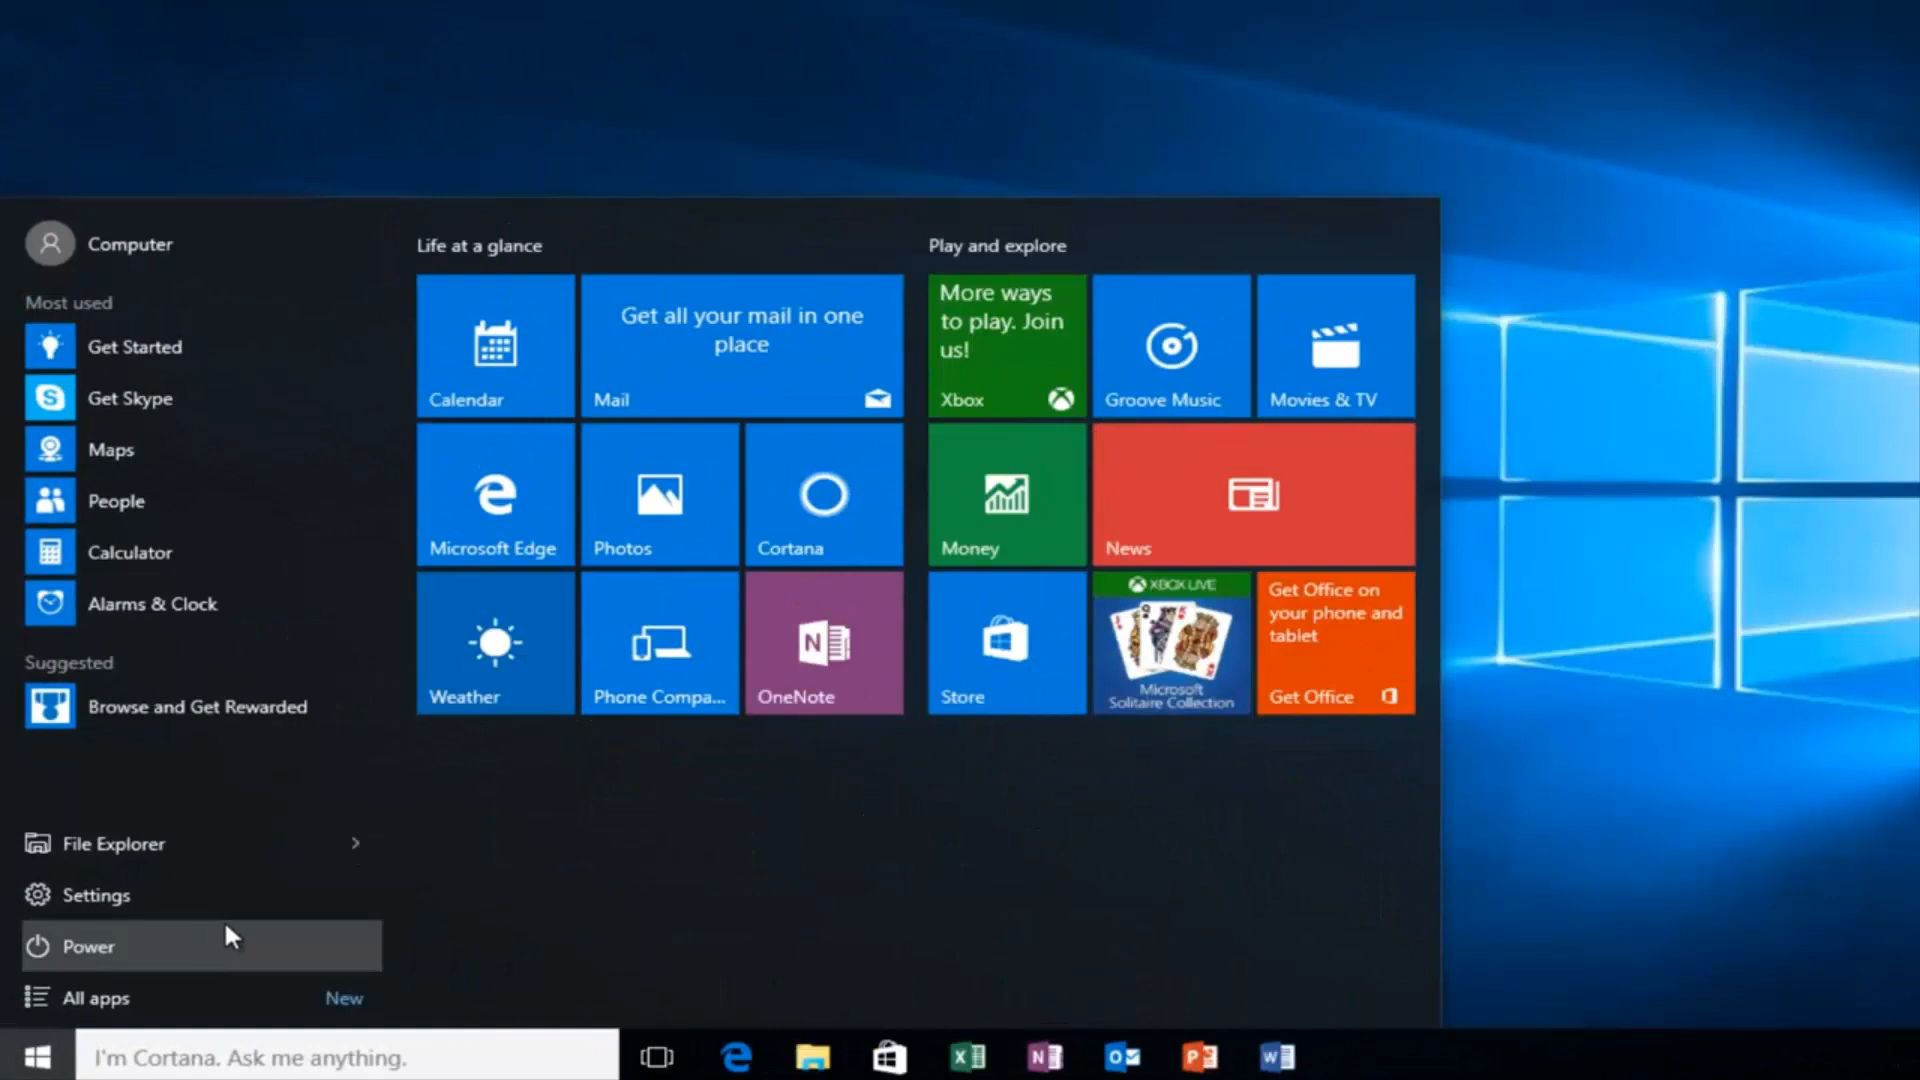 Computer
Most used
Get Started
Get Skype
Maps
People
Calculator
Alarms & Clock
Suggested
Browse and Get Rewarded
File Explorer
Settings
Power
All apps New
Life at a glance
Calendar
Get all your mail in one
place
Mail
Microsoft Edge
Photos
Cortana
Weather
Phone Compa...
N
OneNote
Play and explore
More ways
to play. Join
us!
Xbox
Groove Music
Movies & TV
Money
News
Store
XBOX LIVE
Microsoft
Solitaire Collection
Get Office on
your phone and
tablet
Get Office
I'm Cortana. Ask me anything.